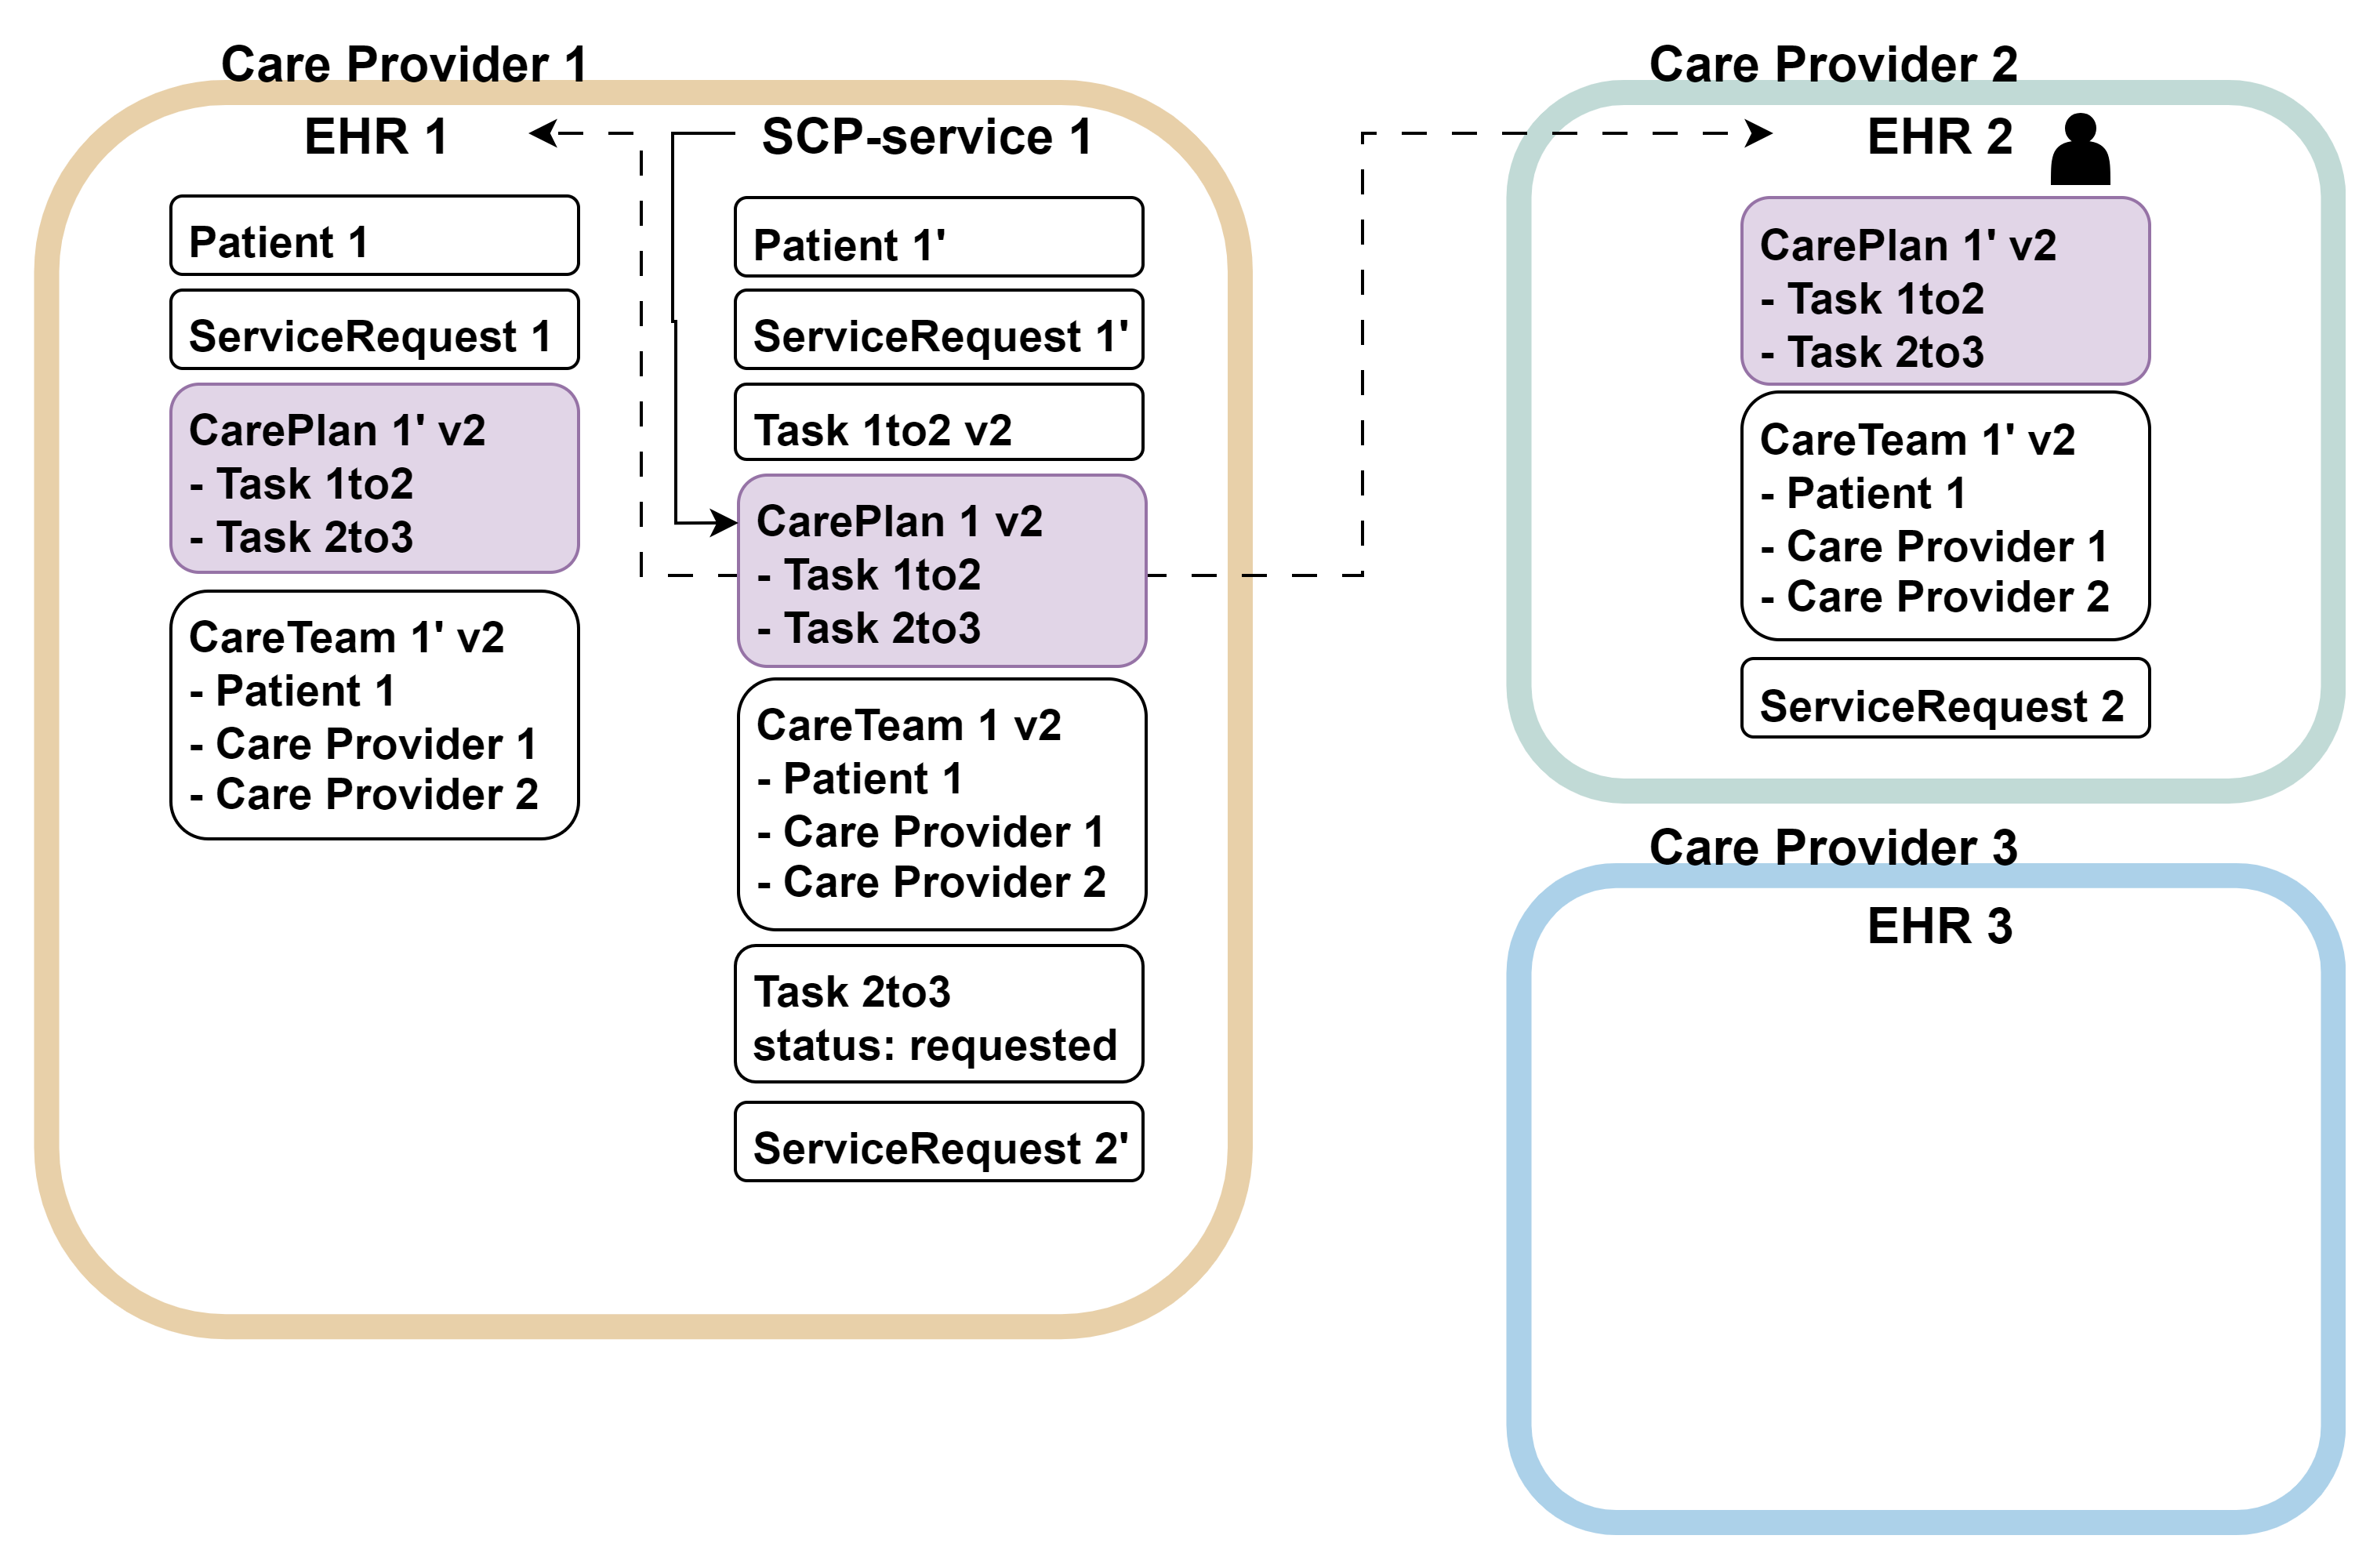 Care Provider 1
EHR 1
Patient 1
ServiceRequest 1
CarePlan 1' v2
- Task 1to2
- Task 2to3
CareTeam 1' v2
- Patient 1
- Care Provider 1
- Care Provider 2
SCP-service 1
Patient 1'
ServiceRequest 1'
Task 1to2 v2
CarePlan 1 v2
- Task 1to2
- Task 2to3
CareTeam 1 v2
- Patient 1
- Care Provider 1
- Care Provider 2
Task 2to3
status: requested
ServiceRequest 2'
Care Provider 2
EHR 2
CarePlan 1' v2
- Task 1to2
- Task 2to3
CareTeam 1' v2
- Patient 1
- Care Provider 1
- Care Provider 2
ServiceRequest 2
Care Provider 3
EHR 3